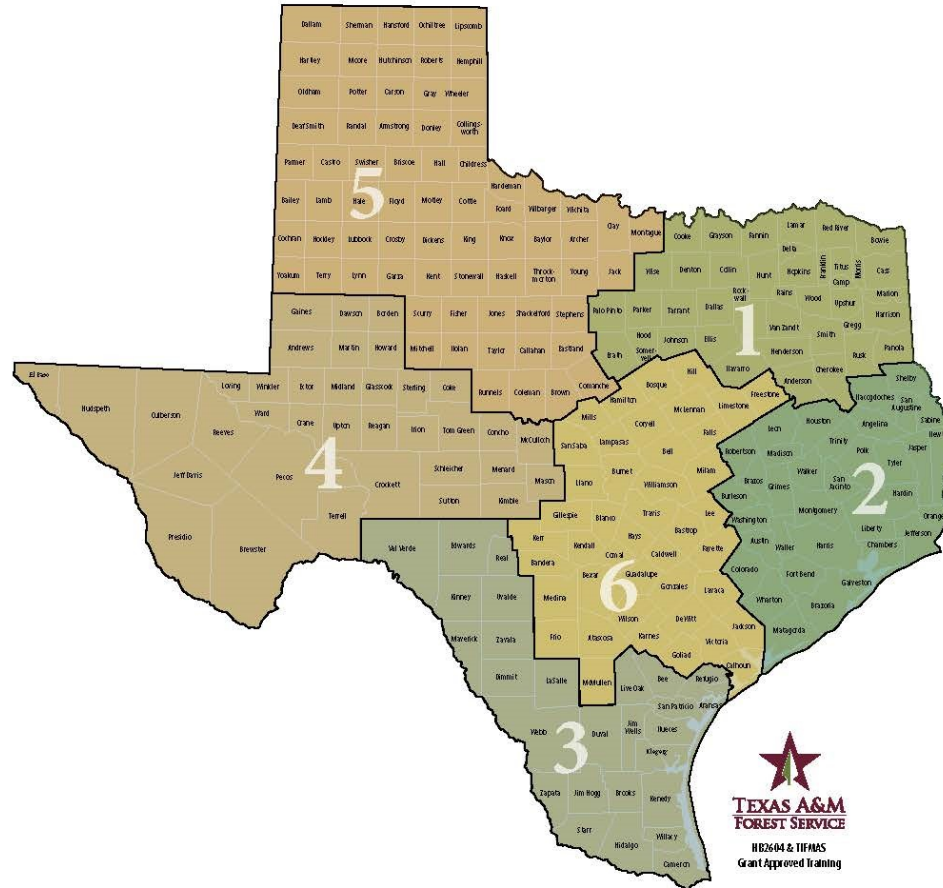 Dallam Sherman Hansford Ochiltree Lipscomb
Hartley Moore Hutchinson Roberts Hemphill
Oldham Potter Carson Gray Wheeler
Deaf Smith Randal Armstrong Donley Collings-
worth
Parmer Castro Swisher Briscoe Hall Childress
Hardeman
5
Bailey Lamb Hale Floyd Motley Cottle
Foard Wilbarger Wichita
Clay
Montague
Cochran Hockley Lubbock Crosby Dickens King Knox Baylor Archer
Yoakum Terry Lynn Garza Kent Stonewall Haskell Throck-
morton Young Jack
Scurry Fisher Jones Shackelford Stephens
Mitchell Nolan Taylor Callahan Eastland
Runnels Coleman Brown Comanche
Cooke Grayson Fannin Lamar Red River Bowie
Delta
Wise Denton Collin Hunt Hopkins Franklin Titus Morris Cass
Camp
Rock-
wall Rains Wood Upshur Marion
Harrison
Palo Pinto Parker Tarrant Dallas
1
Van Zandt Smith Gregg
Hood Johnson Ellis
Erath Somer-
vell
Henderson Rusk Panola
Navarro Anderson Cherokee
Gaines Dawson Borden
Andrews Martin Howard
El Paso
Loving Winkler Ector Midland Glasscock Sterling Coke
Hudspeth Culberson Reeves Ward Crane Upton Reagan Irion Tom Green Concho
McCulloch
4
Jeff Davis Pecos Crockett Schleicher Menard Mason
Sutton Kimble
Terrell
Presidio Brewster
Hill Freestone
Bosque
Hamilton McLennan Limestone
Mills Coryell Falls
San Saba Lampasas Bell
Burnet Milam
Llano Williamson
Gillespie Blanco Travis Lee
Hays Bastrop
Kerr Kendall Comal Caldwell Fayette
Bandera
Bexar Guadalupe Gonzales Lavaca
6
Medina Wilson DeWitt Jackson
Frio Atascosa Karnes Victoria
Goliad Calhoun
McMullen
Shelby
Nacogdoches San
Augustine
Houston Angelina Sabine
Leon Trinity New
Robertson Madison Polk Jasper
Walker Tyler
Brazos Grimes San
Jacinto
2
Hardin
Burleson Montgomery
Washington Liberty Orange
Austin Jefferson
Waller Harris Chambers
Colorado
Fort Bend Galveston
Wharton Brazoria
Matagorda
Val Verde Edwards Real
Kinney Uvalde
Maverick Zavala
Dimmit LaSalle
Live Oak Bee Refugio
San Patricio Aransas
Webb Duval Jim
Wells Nueces
3
Kleberg
Zapata Jim Hogg Brooks Kenedy
Starr Hidalgo Willacy
Cameron
TEXAS A&M
FOREST SERVICE
HB2604 & TIFMAS
Grant Approved Training